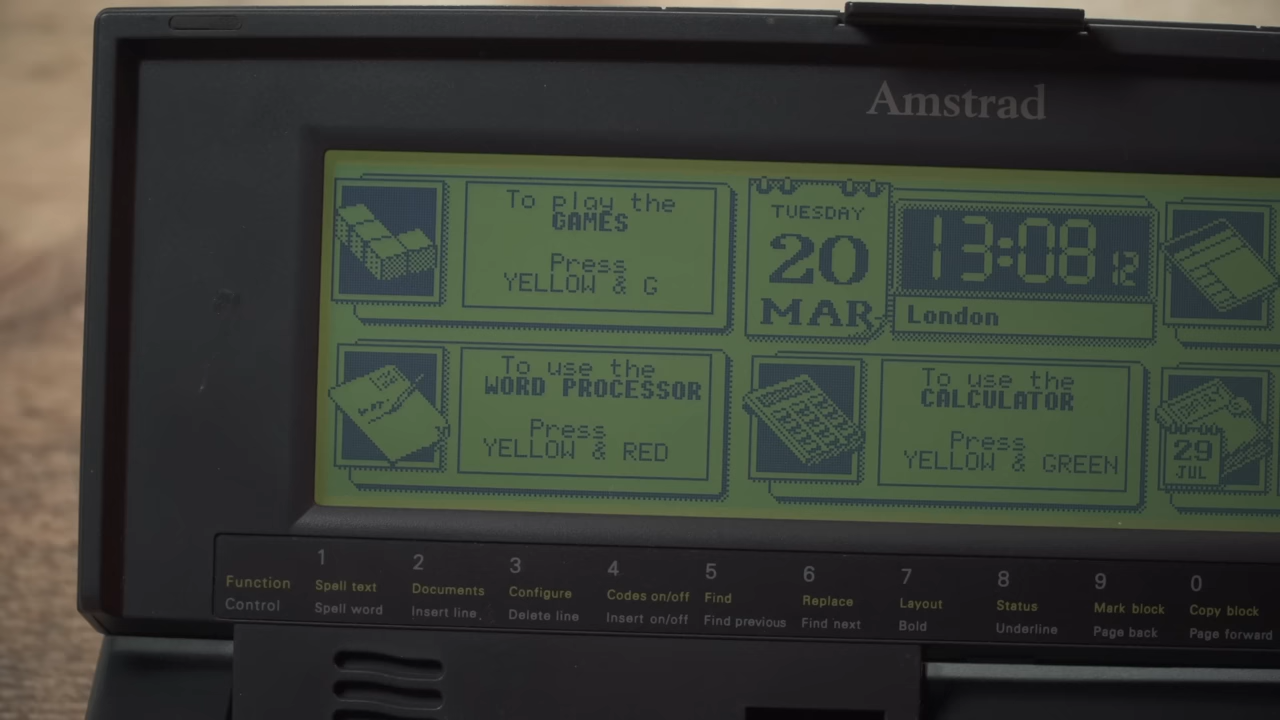 Amstrad
To play the
GAMES
Press
YELLOW & G
TUESDAY
20
MAR
13:08 12
London
To use the
WORD PROCESSOR
Press
YELLOW & RED
To use the
CALCULATOR
Press
YELLOW & GREEN
00-00
29
JUL
1 2 3 4 5 6 7 8 9 0
Function Spell text Documents Configure Codes on/off Find Replace Layout Status Mark block Copy block
Control Spell word Insert line Delete line Insert on/off Find previous Find next Bold Underline Page back Page forward